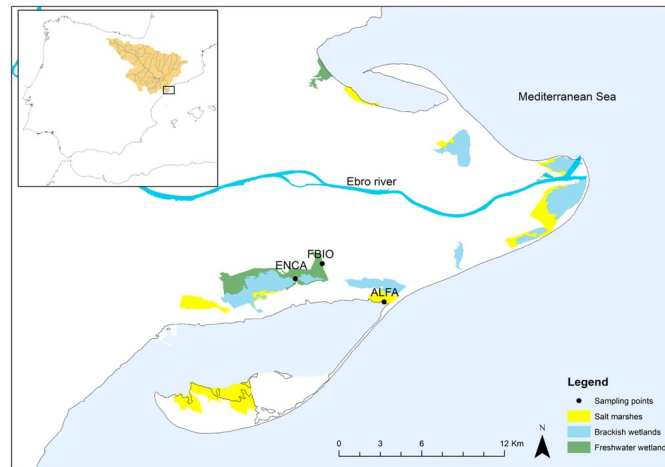 Mediterranean Sea
Ebro river
FBIO
ENCA
ALFA
Legend
Sampling points
Salt marshes
Brackish wetlands
Freshwater wetland
0 3 6 12 Km
N